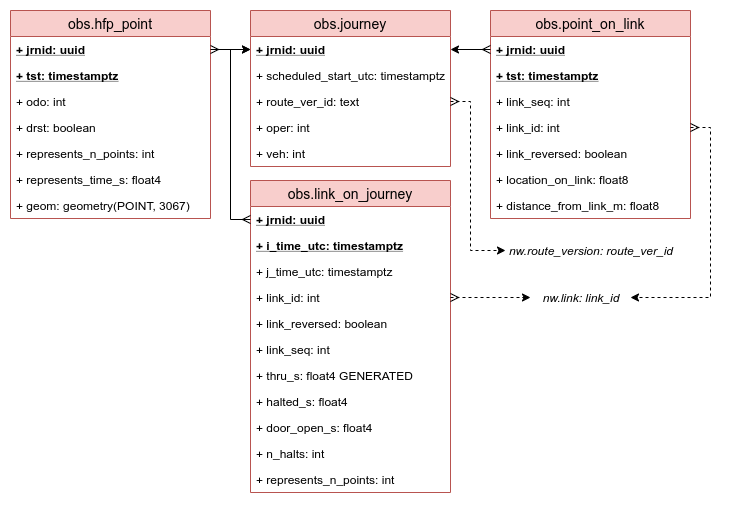 obs.hfp_point
+ jrnid: uuid
+ tst: timestamptz
+ odo: int
+ drst: boolean
+ represents_n_points: int
+ represents_time_s: float4
+ geom: geometry(POINT, 3067)
obs.journey
+ jrnid: uuid
+ scheduled_start_utc: timestamptz
+ route_ver_id: text
+ oper: int
+ veh: int
obs.point_on_link
+ jrnid: uuid
+ tst: timestamptz
+ link_seq: int
+ link_id: int
+ link_reversed: boolean
+ location_on_link: float8
+ distance_from_link_m: float8
obs.link_on_journey
+ jrnid: uuid
+ i_time_utc: timestamptz
+ j_time_utc: timestamptz
+ link_id: int
+ link_reversed: boolean
+ link_seq: int
+ thru_s: float4 GENERATED
+ halted_s: float4
+ door_open_s: float4
+ n_halts: int
+ represents_n_points: int
nw.route_version: route_ver_id
nw.link: link_id